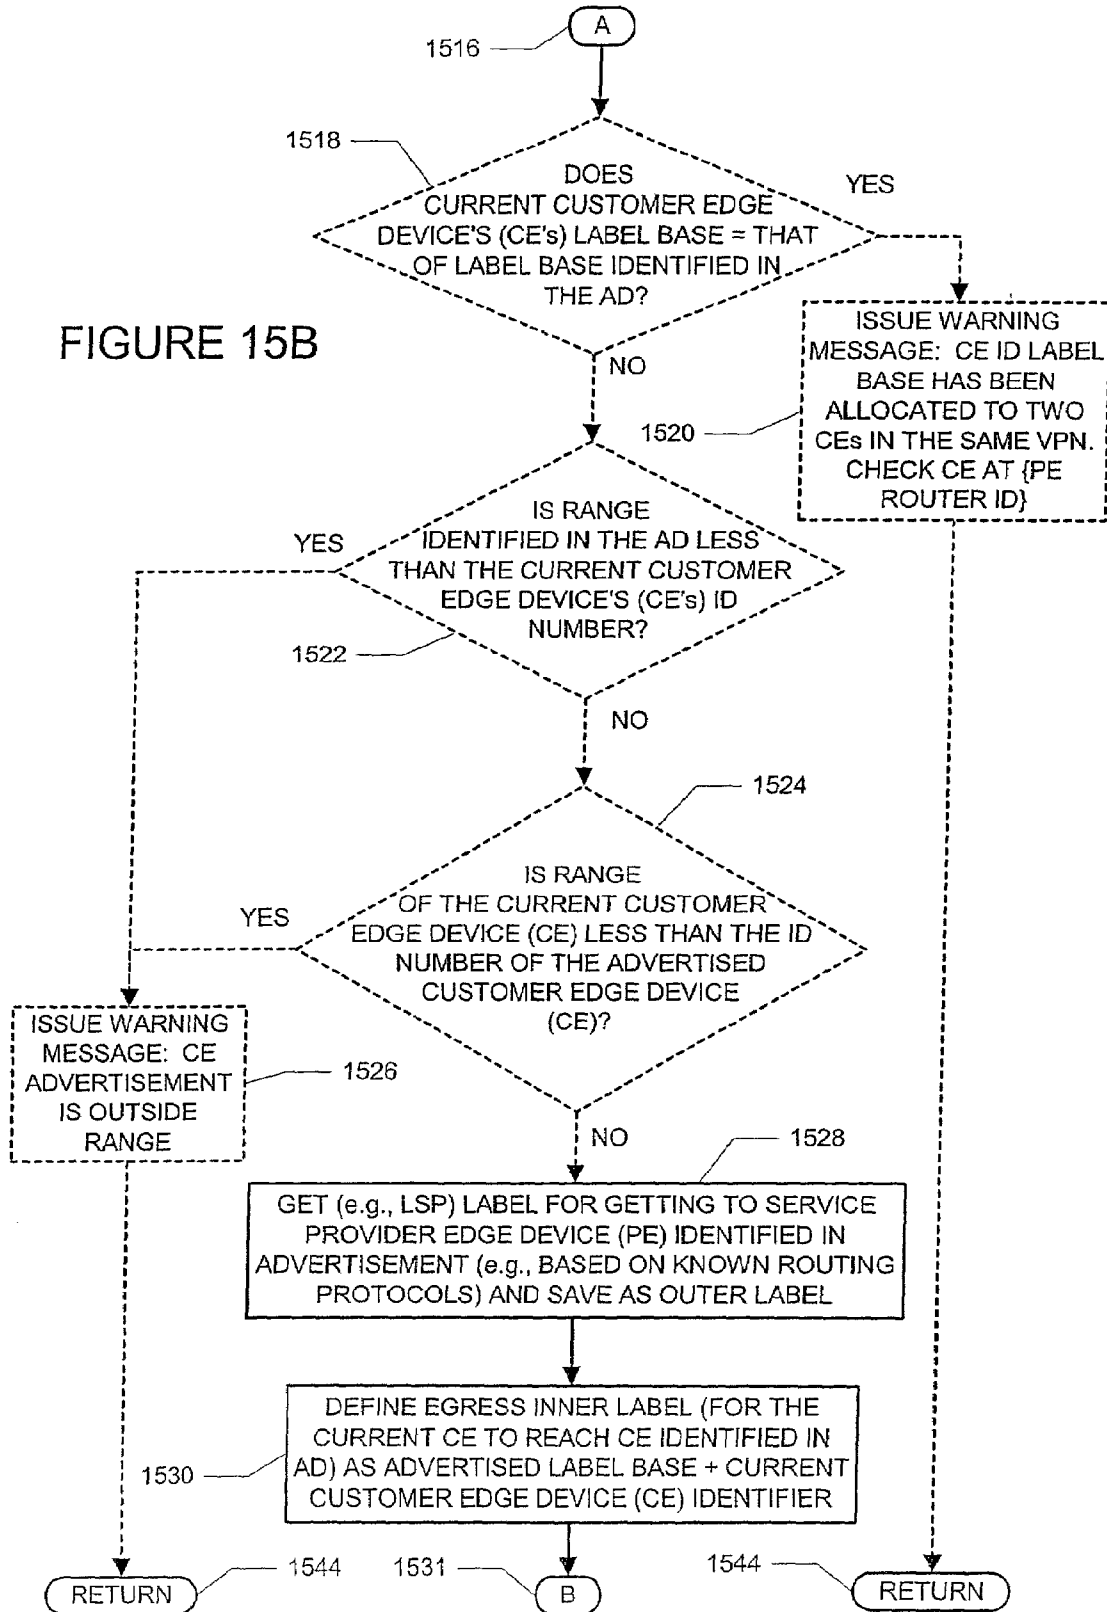 A
1516
1518
DOES
CURRENT CUSTOMER EDGE
DEVICE'S (CE's) LABEL BASE = THAT
OF LABEL BASE IDENTIFIED IN
THE AD?
YES
FIGURE 15B
NO
ISSUE WARNING
MESSAGE: CE ID LABEL
BASE HAS BEEN
ALLOCATED TO TWO
CEs IN THE SAME VPN.
CHECK CE AT {PE
ROUTER ID}
1520
IS RANGE
IDENTIFIED IN THE AD LESS
THAN THE CURRENT CUSTOMER
EDGE DEVICE'S (CE's) ID
NUMBER?
YES
1522
NO
1524
IS RANGE
OF THE CURRENT CUSTOMER
EDGE DEVICE (CE) LESS THAN THE ID
NUMBER OF THE ADVERTISED
CUSTOMER EDGE DEVICE
(CE)?
YES
ISSUE WARNING
MESSAGE: CE
ADVERTISEMENT
IS OUTSIDE
RANGE
1526
NO
1528
GET (e.g., LSP) LABEL FOR GETTING TO SERVICE
PROVIDER EDGE DEVICE (PE) IDENTIFIED IN
ADVERTISEMENT (e.g., BASED ON KNOWN ROUTING
PROTOCOLS) AND SAVE AS OUTER LABEL
DEFINE EGRESS INNER LABEL (FOR THE
CURRENT CE TO REACH CE IDENTIFIED IN
AD) AS ADVERTISED LABEL BASE + CURRENT
CUSTOMER EDGE DEVICE (CE) IDENTIFIER
1530
RETURN
1544
1531
B
1544
RETURN